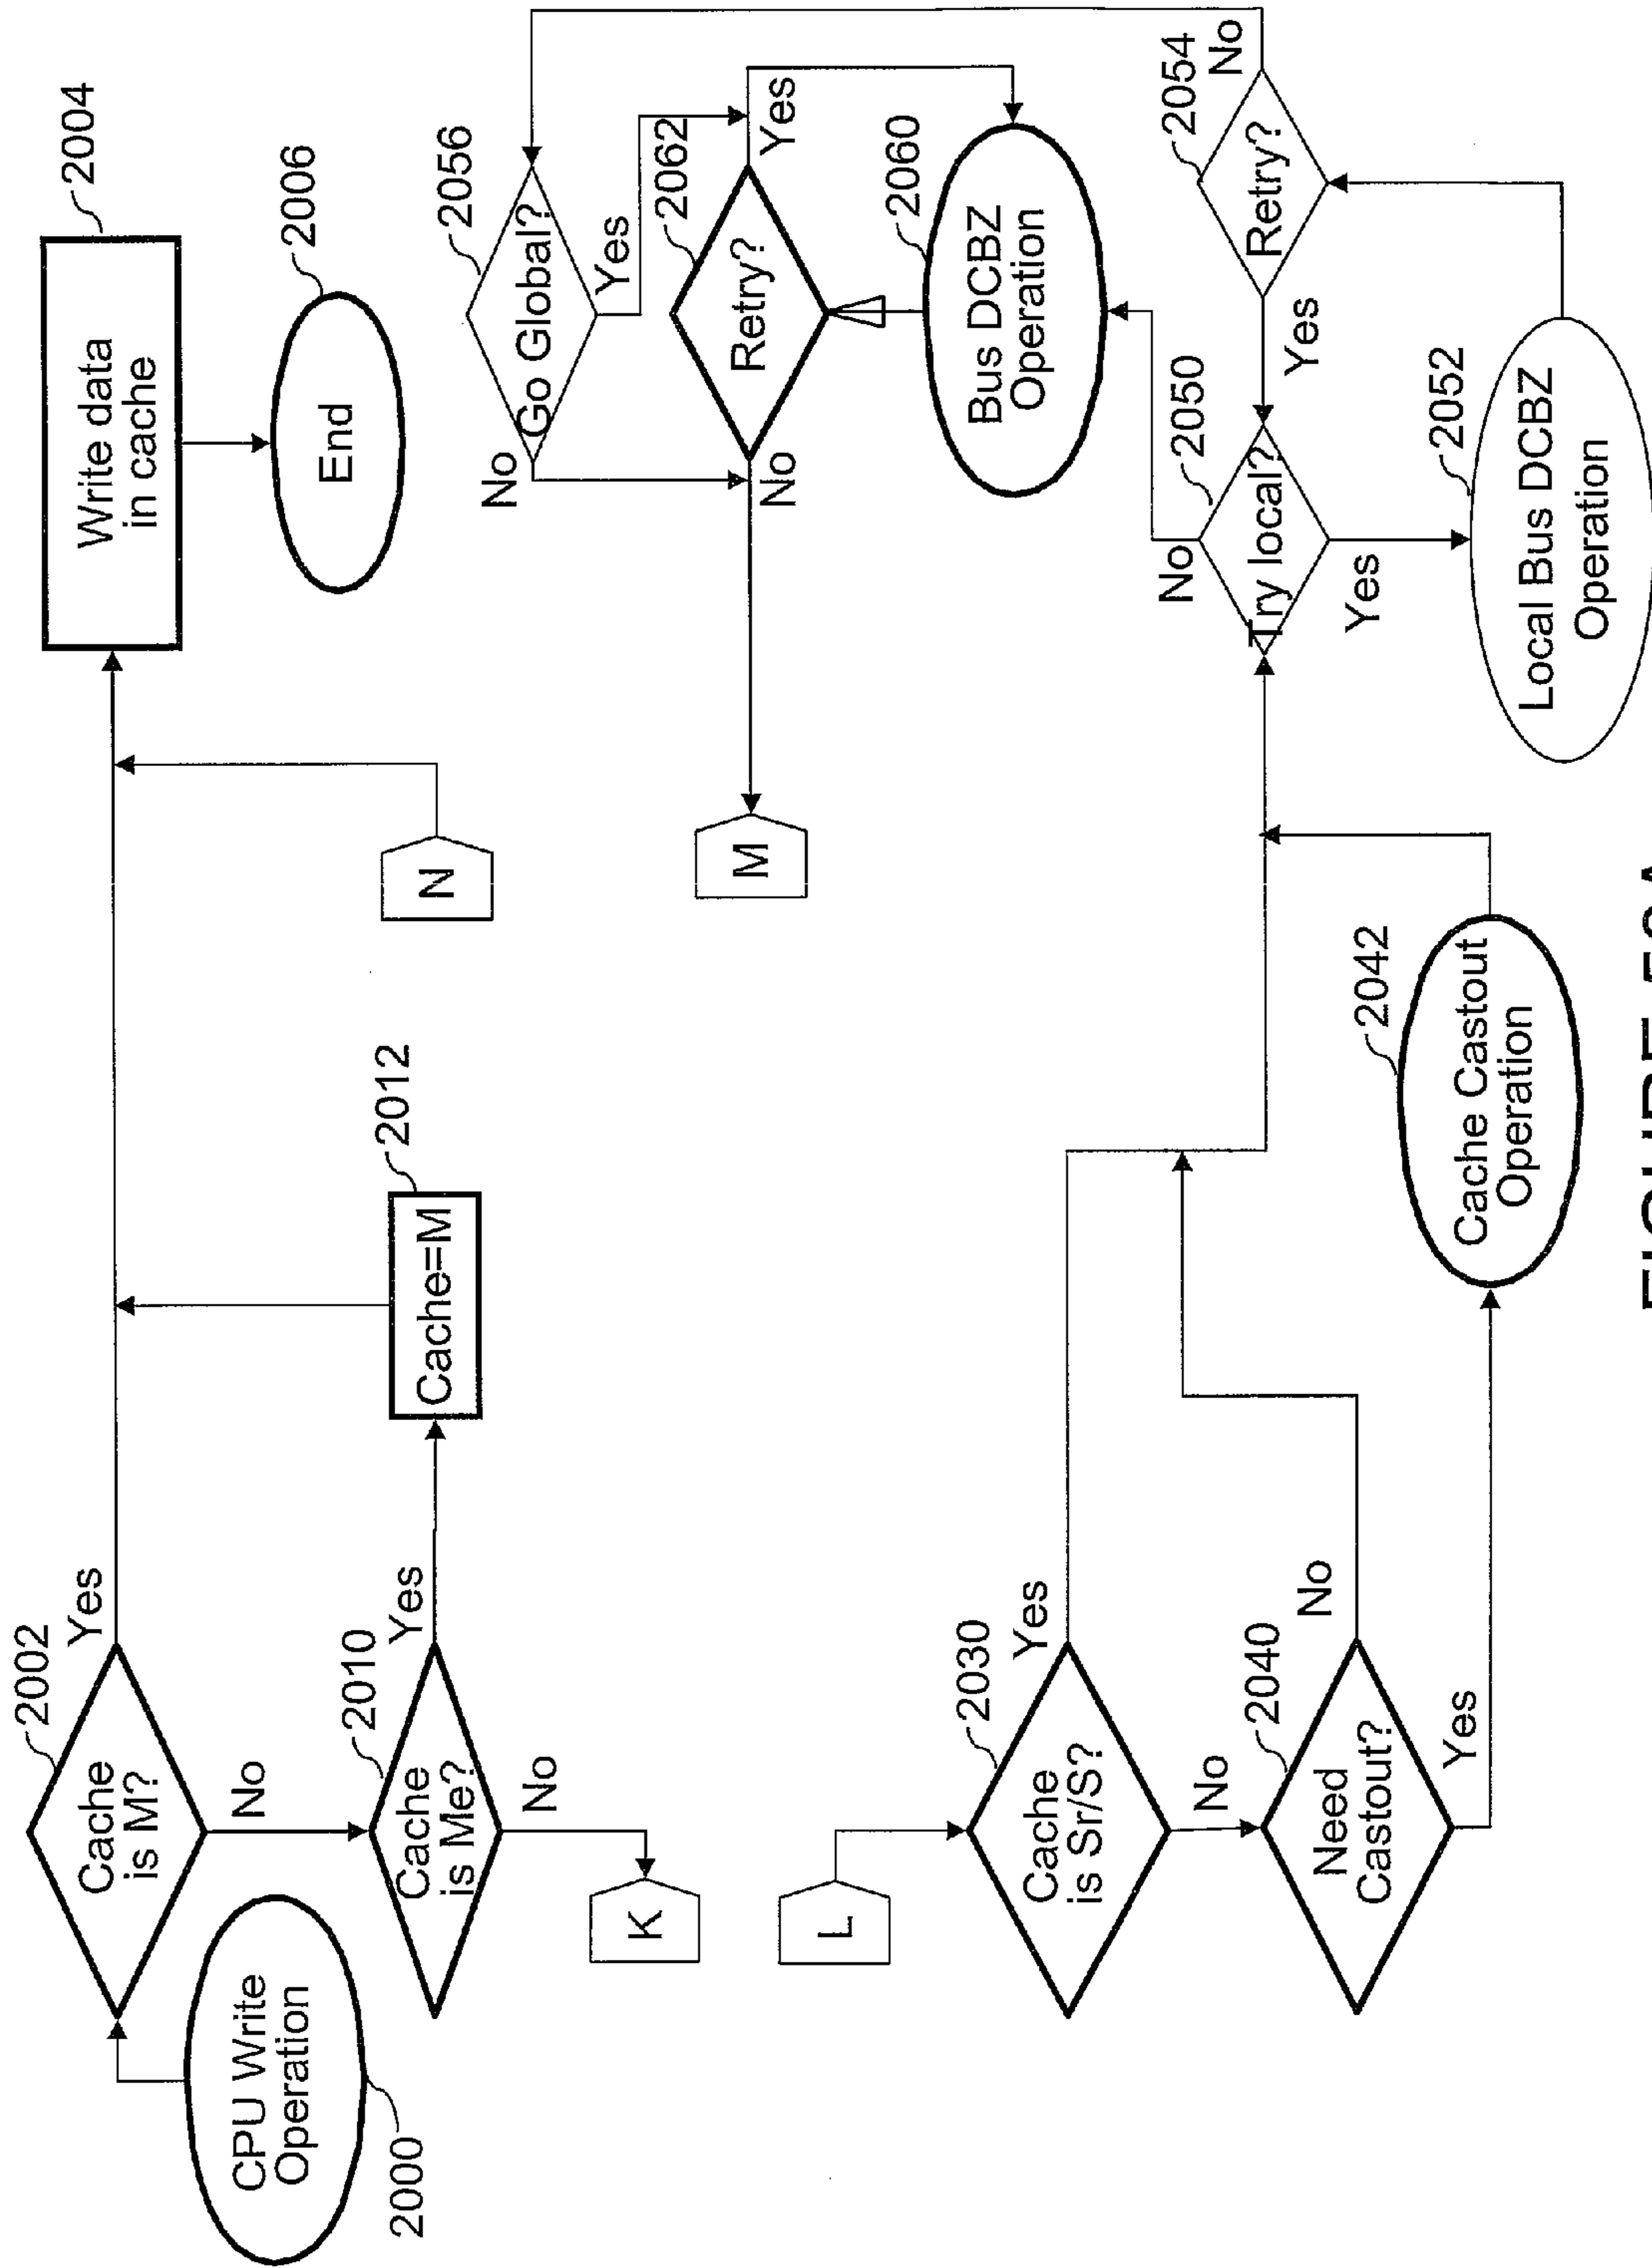 2000
CPU Write
Operation
2002
Cache
is M?
Yes
No
2004
Write data
in cache
2006
End
2010
Cache
is Me?
Yes
No
2012
Cache=M
K
N
L
2030
Cache
is Sr/S?
Yes
No
2040
Need
Castout?
No
Yes
2042
Cache Castout
Operation
2050
Try local?
No
Yes
2052
Local Bus DCBZ
Operation
2054
Retry?
Yes
No
2056
Go Global?
No
Yes
2062
Retry?
Yes
No
2060
Bus DCBZ
Operation
M